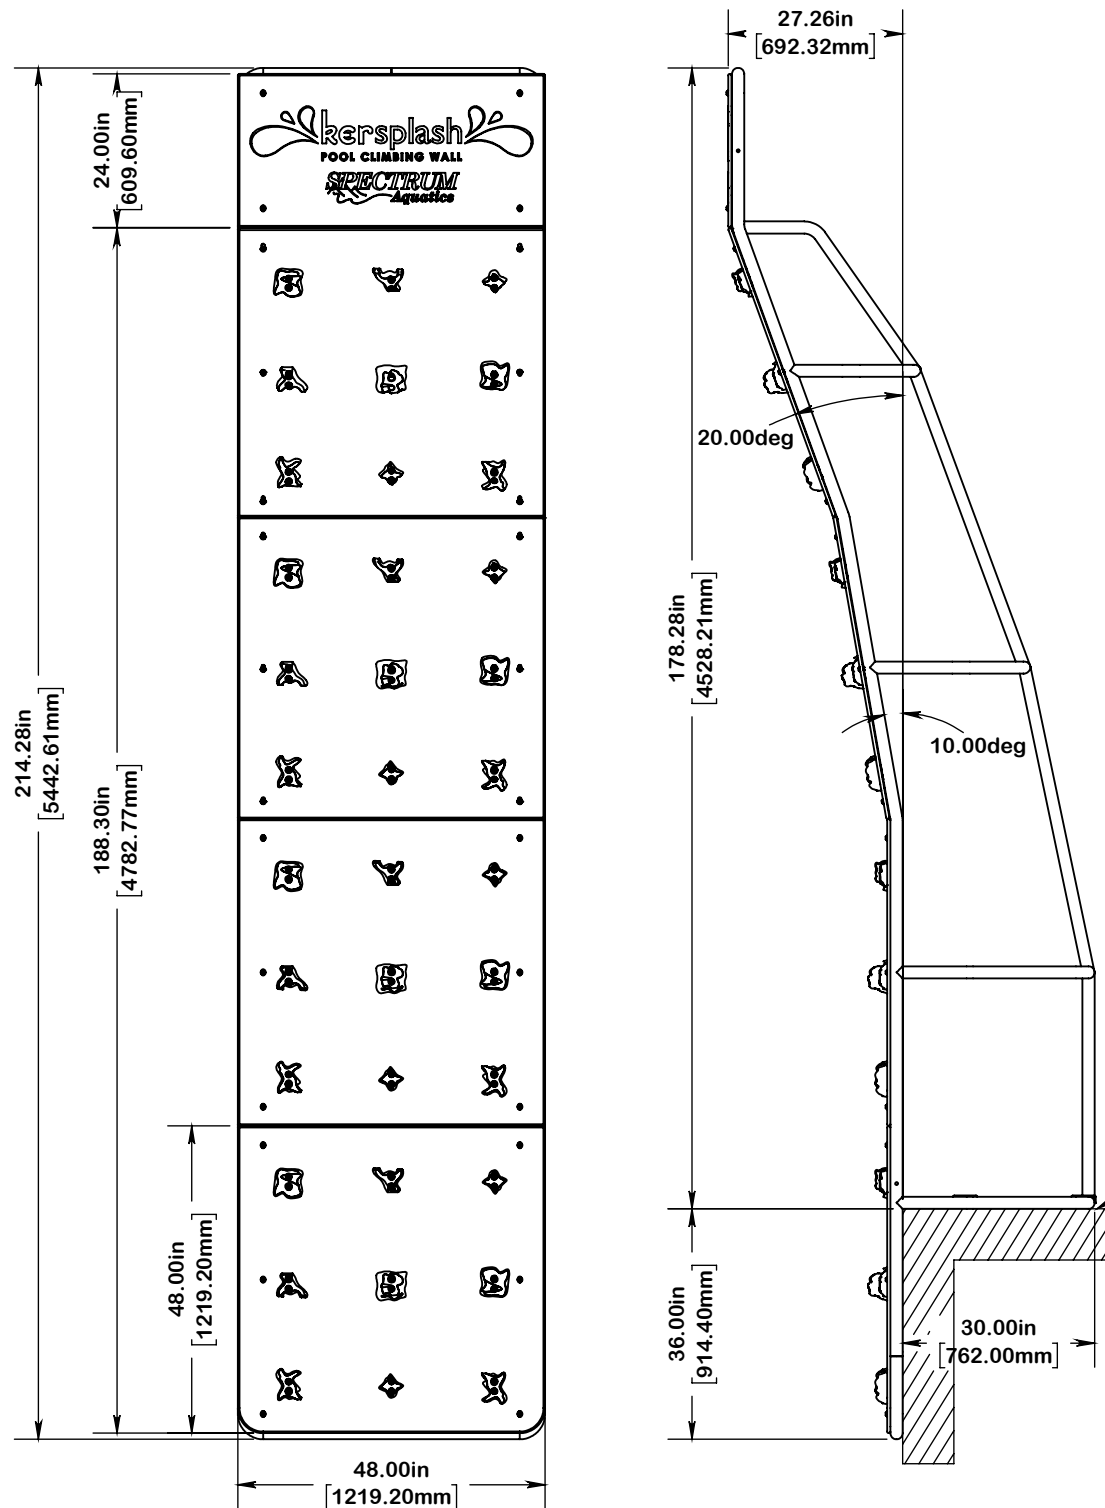 27.26in
[692.32mm]
24.00in
[609.60mm]
kersplash
POOL CLIMBING WALL
SPECTRUM
Aquatics
20.00deg
178.28in
[4528.21mm]
10.00deg
214.28in
[5442.61mm]
188.30in
[4782.77mm]
48.00in
[1219.20mm]
36.00in
[914.40mm]
30.00in
[762.00mm]
48.00in
[1219.20mm]